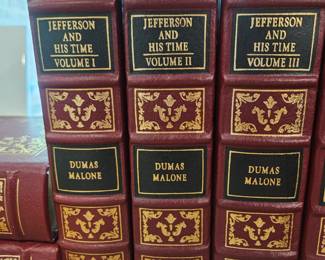 JEFFERSON
AND
HIS TIME
VOLUME I
DUMAS
MALONE
JEFFERSON
AND
HIS TIME
VOLUME II
DUMAS
MALONE
JEFFERSON
AND
HIS TIME
VOLUME III
DUMAS
MALONE